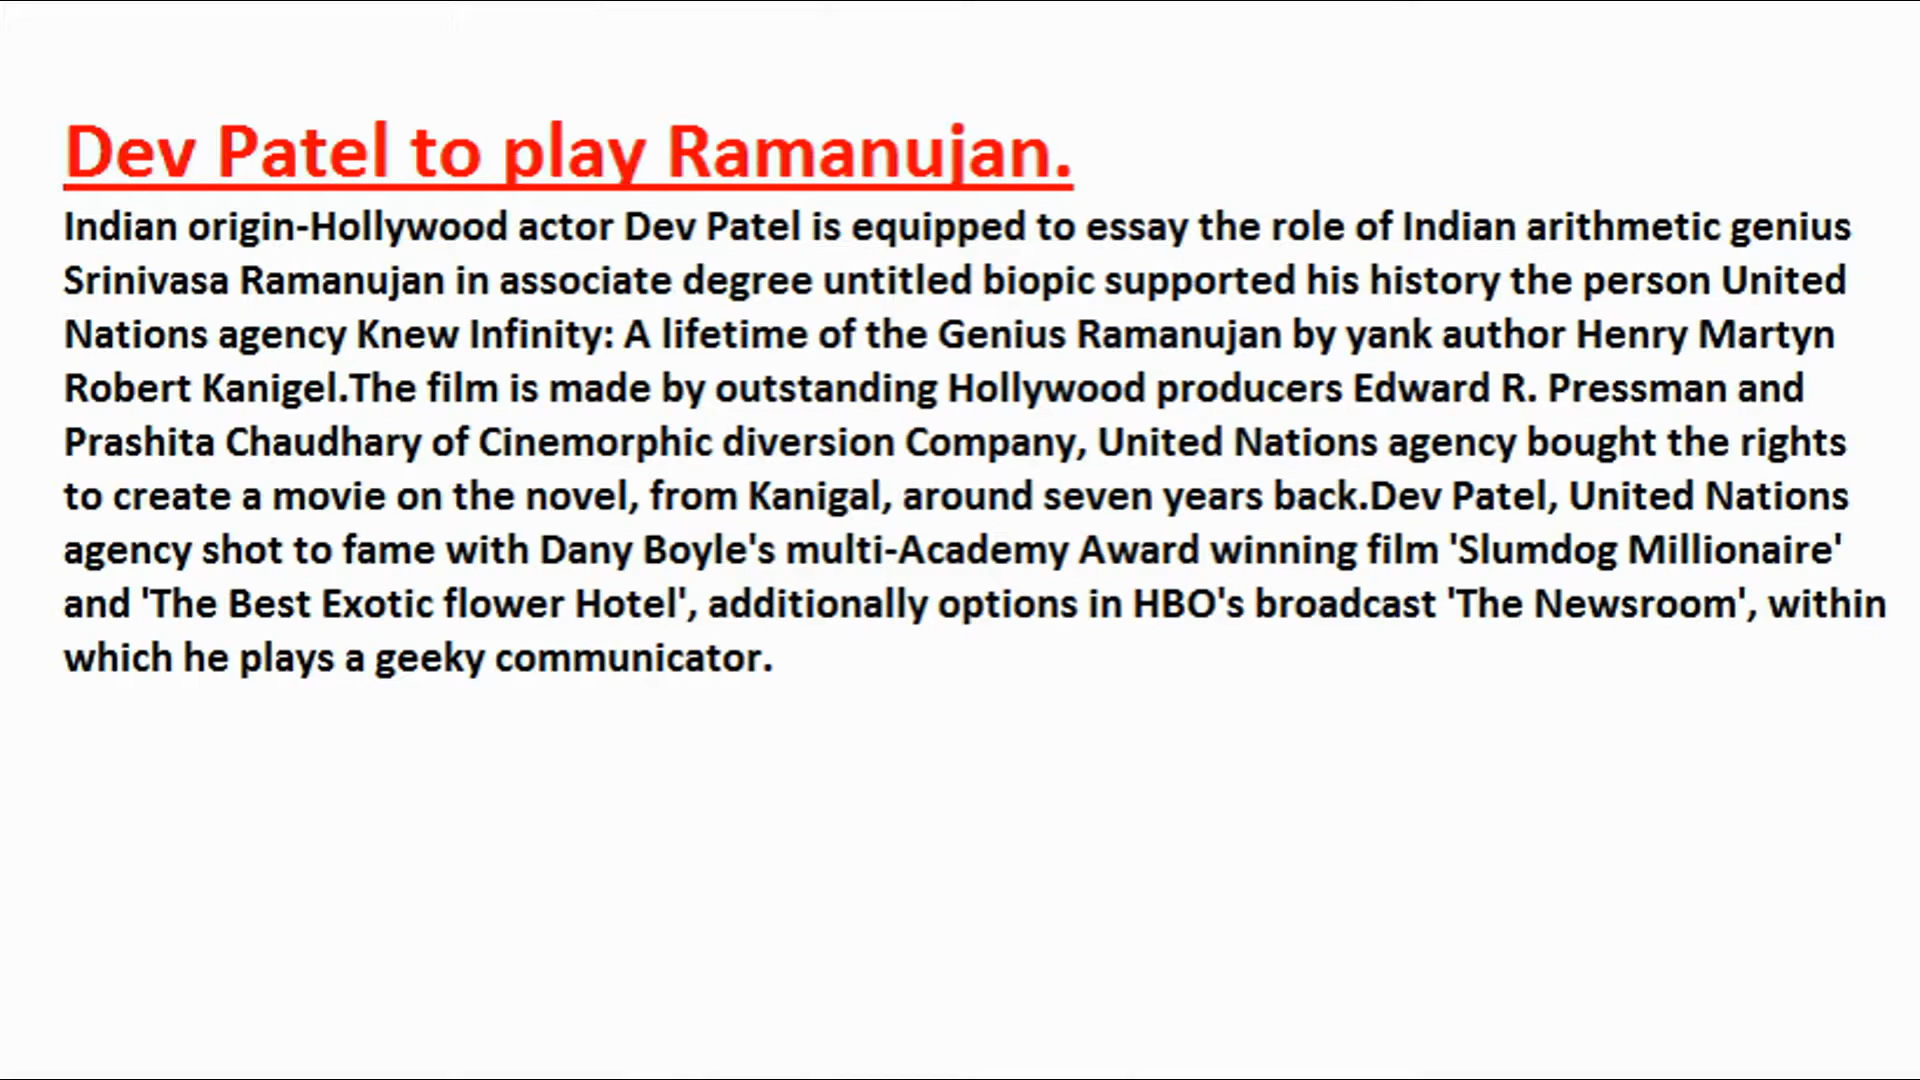 Dev Patel to play Ramanujan.
Indian origin-Hollywood actor Dev Patel is equipped to essay the role of Indian arithmetic genius
Srinivasa Ramanujan in associate degree untitled biopic supported his history the person United
Nations agency Knew Infinity: A lifetime of the Genius Ramanujan by yank author Henry Martyn
Robert Kanigel.The film is made by outstanding Hollywood producers Edward R. Pressman and
Prashita Chaudhary of Cinemorphic diversion Company, United Nations agency bought the rights
to create a movie on the novel, from Kanigal, around seven years back.Dev Patel, United Nations
agency shot to fame with Dany Boyle's multi-Academy Award winning film 'Slumdog Millionaire'
and 'The Best Exotic flower Hotel', additionally options in HBO's broadcast 'The Newsroom', within
which he plays a geeky communicator.